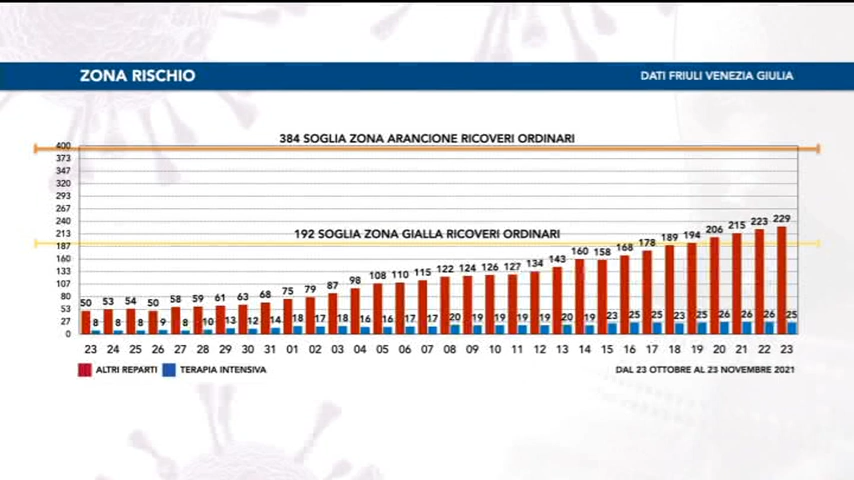 ZONA RISCHIO
DATI FRIULI VENEZIA GIULIA
384 SOGLIA ZONA ARANCIONE RICOVERI ORDINARI
400
373
347
320
293
267
240
213
187
160
133
107
80
53
27
0
192 SOGLIA ZONA GIALLA RICOVERI ORDINARI
50 53 54 50 58 59 61 63 68 75 79 87 98 108 110 115 122 124 126 127 134 143 160 158 168 178 189 194 206 215 223 229
8 8 8 9 8 10 13 12 14 18 17 18 16 16 17 17 20 19 19 19 19 20 19 23 25 25 23 25 26 26 26 25
23 24 25 26 27 28 29 30 31 01 02 03 04 05 06 07 08 09 10 11 12 13 14 15 16 17 18 19 20 21 22 23
ALTRI REPARTI TERAPIA INTENSIVA
DAL 23 OTTOBRE AL 23 NOVEMBRE 2021